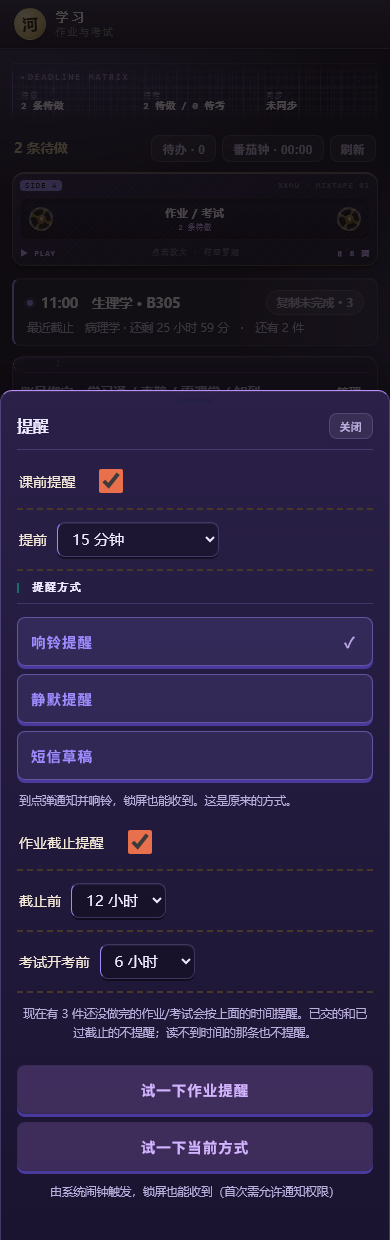 河
学习
作业与考试
▸DEADLINE MATRIX
2 条待做
2 待做 / 0 待考
未同步
2 条待做
待办 · 0
番茄钟 · 00:00
刷新
SIDE A
作业 / 考试
2 条待做
▶ PLAY
11:00 生理学 • B305
复制未完成 • 3
最近截止 病理学 · 还剩 25 小时 59 分 · 还有 2 件
提醒
关闭
课前提醒
提前 15 分钟
提醒方式
响铃提醒 ✓
静默提醒
短信草稿
到点弹通知并响铃，锁屏也能收到。这是原来的方式。
作业截止提醒
截止前 12 小时
考试开考前 6 小时
现在有 3 件还没做完的作业/考试会按上面的时间提醒。已交的和已
过截止的不提醒；读不到时间的那条也不提醒。
试一下作业提醒
试一下当前方式
由系统闹钟触发，锁屏也能收到（首次需允许通知权限）